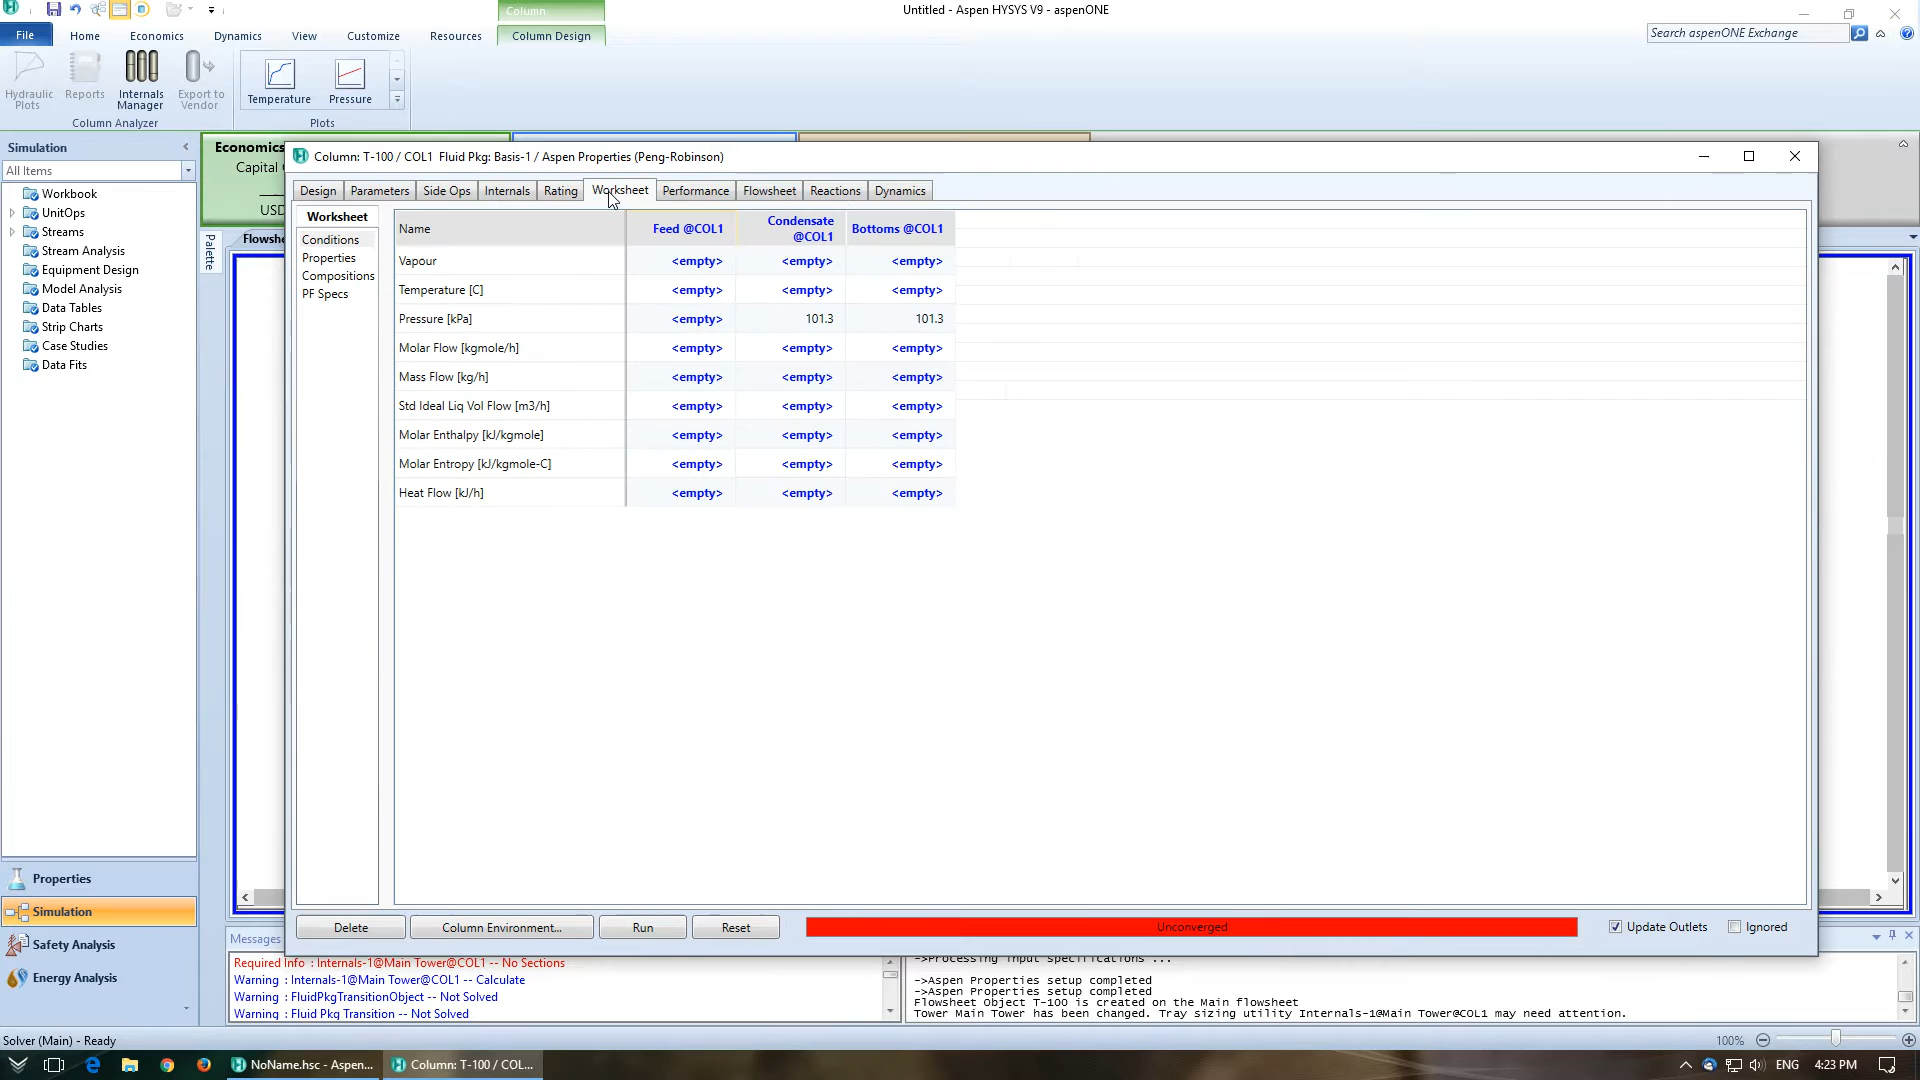 Column
Untitled - Aspen HYSYS V9 - aspenONE
File
Home
Economics
Dynamics
View
Customize
Resources
Column Design
Search aspenONE Exchange
Hydraulic
Plots
Reports
Internals
Manager
Export to
Vendor
Temperature
Pressure
Column Analyzer
Plots
Simulation
All Items
Workbook
UnitOps
Streams
Stream Analysis
Equipment Design
Model Analysis
Data Tables
Strip Charts
Case Studies
Data Fits
Properties
Simulation
Safety Analysis
Energy Analysis
Economics
Capital
USD
Palette
Flowshe
Column: T-100 / COL1 Fluid Pkg: Basis-1 / Aspen Properties (Peng-Robinson)
Design
Parameters
Side Ops
Internals
Rating
Worksheet
Performance
Flowsheet
Reactions
Dynamics
Worksheet
Conditions
Properties
Compositions
PF Specs
Name Feed @COL1 Condensate @COL1 Bottoms @COL1
Vapour <empty> <empty> <empty>
Temperature [C] <empty> <empty> <empty>
Pressure [kPa] <empty> 101.3 101.3
Molar Flow [kgmole/h] <empty> <empty> <empty>
Mass Flow [kg/h] <empty> <empty> <empty>
Std Ideal Liq Vol Flow [m3/h] <empty> <empty> <empty>
Molar Enthalpy [kJ/kgmole] <empty> <empty> <empty>
Molar Entropy [kJ/kgmole-C] <empty> <empty> <empty>
Heat Flow [kJ/h] <empty> <empty> <empty>
Delete
Column Environment...
Run
Reset
Unconverged
Update Outlets
Ignored
Messages
Required Info : Internals-1@Main Tower@COL1 -- No Sections
Warning : Internals-1@Main Tower@COL1 -- Calculate
Warning : FluidPkgTransitionObject -- Not Solved
Warning : Fluid Pkg Transition -- Not Solved
->Processing input specifications ...
->Aspen Properties setup completed
->Aspen Properties setup completed
Flowsheet Object T-100 is created on the Main flowsheet
Tower Main Tower has been changed. Tray sizing utility Internals-1@Main Tower@COL1 may need attention.
Solver (Main) - Ready
100%
NoName.hsc - Aspen...
Column: T-100 / COL...
ENG
4:23 PM